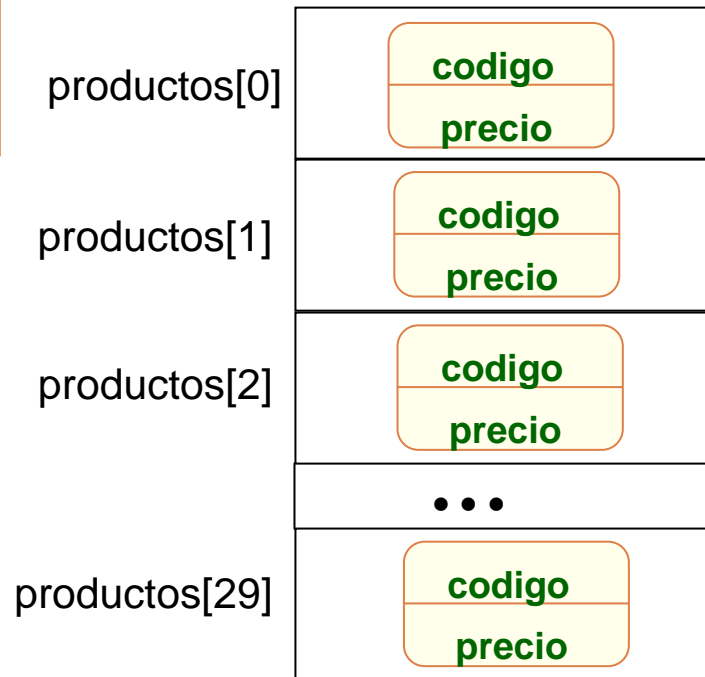 productos[0]
codigo
precio
productos[1]
codigo
precio
productos[2]
codigo
precio
...
productos[29]
codigo
precio